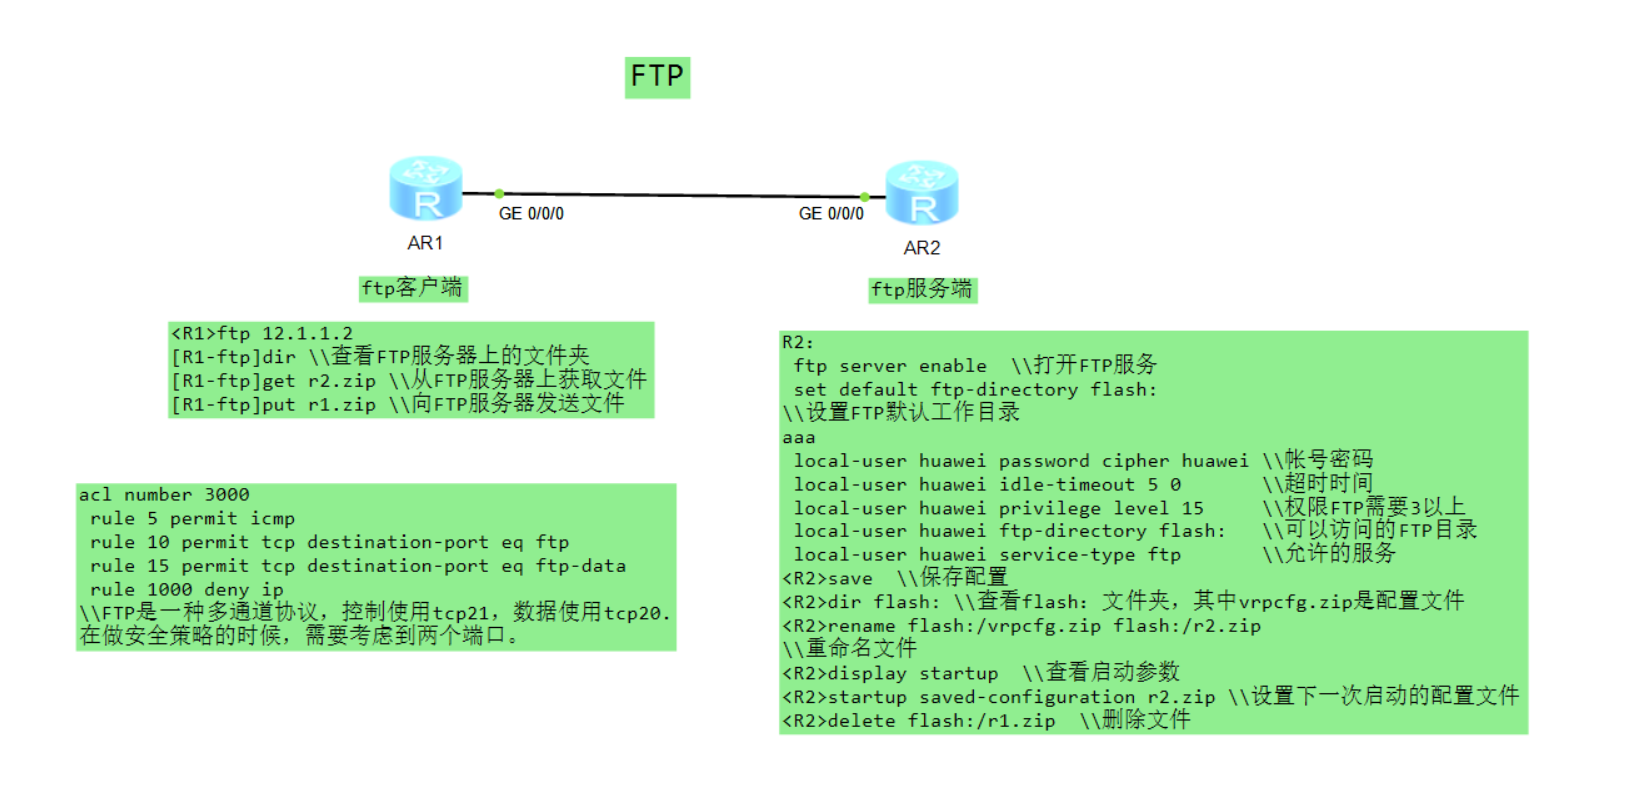 FTP
R
R
GE 0/0/0
GE 0/0/0
AR1
AR2
ftp客户端
ftp服务端
<R1>ftp 12.1.1.2
[R1-ftp]dir \\查看FTP服务器上的文件夹
[R1-ftp]get r2.zip \\从FTP服务器上获取文件
[R1-ftp]put r1.zip \\向FTP服务器发送文件
acl number 3000
rule 5 permit icmp
rule 10 permit tcp destination-port eq ftp
rule 15 permit tcp destination-port eq ftp-data
rule 1000 deny ip
\\FTP是一种多通道协议，控制使用tcp21，数据使用tcp20.
在做安全策略的时候，需要考虑到两个端口。
R2:
ftp server enable  \\打开FTP服务
set default ftp-directory flash:
\\设置FTP默认工作目录
aaa
local-user huawei password cipher huawei \\帐号密码
local-user huawei idle-timeout 5 0       \\超时时间
local-user huawei privilege level 15     \\权限FTP需要3以上
local-user huawei ftp-directory flash:   \\可以访问的FTP目录
local-user huawei service-type ftp       \\允许的服务
<R2>save  \\保存配置
<R2>dir flash: \\查看flash: 文件夹，其中vrpcfg.zip是配置文件
<R2>rename flash:/vrpcfg.zip flash:/r2.zip
\\重命名文件
<R2>display startup  \\查看启动参数
<R2>startup saved-configuration r2.zip \\设置下一次启动的配置文件
<R2>delete flash:/r1.zip  \\删除文件